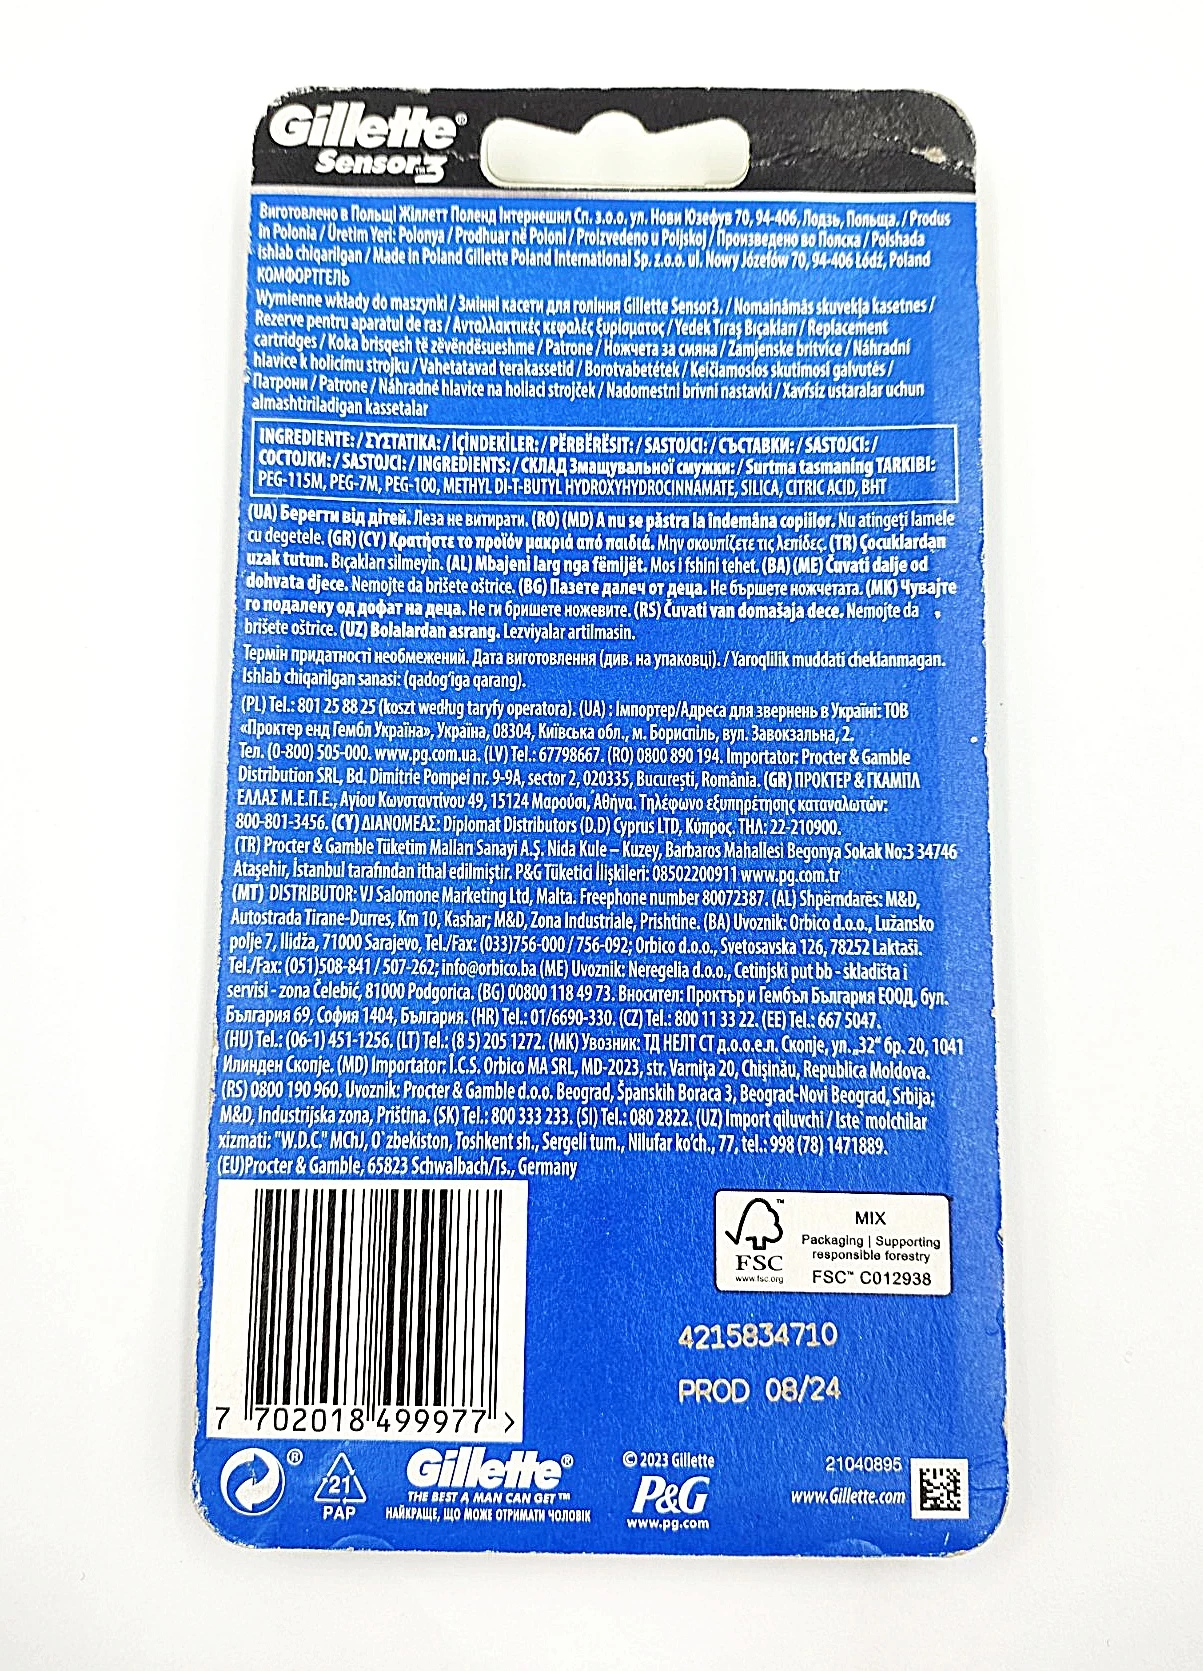 Gillette®
Sensor3™
Виготовлено в Польщі Жіллетт Поленд Інтернешнл Сп. з.о.о, ул. Нови Юзефув 70, 94-406, Лодзь, Польща. / Produs
în Polonia / Üretim Yeri: Polonya / Prodhuar në Poloni / Proizvedeno u Poljskoj / Произведено во Полска / Polshada
ishlab chiqarilgan / Made in Poland Gillette Poland International Sp. z.o.o. ul. Nowy Józefów 70, 94-406 Łódź, Poland
КОМФОРТГЕЛЬ
Wymienne wkłady do maszynki / Змінні касети для гоління Gillette Sensor3. / Nomaināmās skuvekļa kasetnes /
Rezerve pentru aparatul de ras / Ανταλλακτικές κεφαλές ξυρίσματος / Yedek Tıraş Bıçakları / Replacement
cartridges / Koka brisqesh të zëvëndësueshme / Patrone / Ножчета за смяна / Zamjenske britvice / Náhradní
hlavice k holicímu strojku / Vahetatavad terakassetid / Borotvabetétek / Keičiamosios skutimosi galvutės /
Патрони / Patrone / Náhradné hlavice na holiaci strojček / Nadomestni brivni nastavki / Xavfsiz ustaralar uchun
almashtiriladigan kassetalar
INGREDIENTE: / ΣΥΣΤΑΤΙΚΑ: / İÇİNDEKİLER: / PËRBËRËSIT: / SASTOJCI: / СЪСТАВКИ: / SASTOJCI: /
СОСТОЈКИ: / SASTOJCI: / INGREDIENTS: / СКЛАД Змащувальної смужки: / Surtma tasmaning TARKIBI:
PEG-115M, PEG-7M, PEG-100, METHYL DI-T-BUTYL HYDROXYHYDROCINNAMATE, SILICA, CITRIC ACID, BHT
(UA) Берегти від дітей. Леза не витирати. (RO) (MD) A nu se păstra la îndemâna copiilor. Nu atingeți lamele
cu degetele. (GR) (CY) Κρατήστε το προϊόν μακριά από παιδιά. Μην σκουπίζετε τις λεπίδες. (TR) Çocuklardan
uzak tutun. Bıçakları silmeyin. (AL) Mbajeni larg nga fëmijët. Mos i fshini tehet. (BA) (ME) Čuvati dalje od
dohvata djece. Nemojte da brišete oštrice. (BG) Пазете далеч от деца. Не бършете ножчетата. (MK) Чувајте
го подалеку од дофат на деца. Не ги бришете ножевите. (RS) Čuvati van domašaja dece. Nemojte da
brišete oštrice. (UZ) Bolalardan asrang. Lezviyalar artilmasin.
Термін придатності необмежений. Дата виготовлення (див. на упаковці). / Yaroqlilik muddati cheklanmagan.
Ishlab chiqarilgan sanasi: (qadog‘iga qarang).
(PL) Tel.: 801 25 88 25 (koszt według taryfy operatora). (UA) : Імпортер/Адреса для звернень в Україні: ТОВ
«Проктер енд Гембл Україна», Україна, 08304, Київська обл., м. Бориспіль, вул. Завокзальна, 2.
Тел. (0-800) 505-000. www.pg.com.ua. (LV) Tel.: 67798667. (RO) 0800 890 194. Importator: Procter & Gamble
Distribution SRL, Bd. Dimitrie Pompei nr. 9-9A, sector 2, 020335, București, România. (GR) ΠΡΟΚΤΕΡ & ΓΚΑΜΠΛ
ΕΛΛΑΣ Μ.Ε.Π.Ε., Αγίου Κωνσταντίνου 49, 15124 Μαρούσι, Αθήνα. Τηλέφωνο εξυπηρέτησης καταναλωτών:
800-801-3456. (CY) ΔΙΑΝΟΜΕΑΣ: Diplomat Distributors (D.D) Cyprus LTD, Κύπρος. ΤΗΛ: 22-210900.
(TR) Procter & Gamble Tüketim Malları Sanayi A.Ş. Nida Kule – Kuzey, Barbaros Mahallesi Begonya Sokak No:3 34746
Ataşehir, İstanbul tarafından ithal edilmiştir. P&G Tüketici İlişkileri: 08502200911 www.pg.com.tr
(MT) DISTRIBUTOR: VJ Salomone Marketing Ltd, Malta. Freephone number 80072387. (AL) Shpërndarës: M&D,
Autostrada Tirane-Durres, Km 10, Kashar; M&D, Zona Industriale, Prishtine. (BA) Uvoznik: Orbico d.o.o., Lužansko
polje 7, Ilidža, 71000 Sarajevo, Tel./Fax: (033)756-000 / 756-092; Orbico d.o.o., Svetosavska 126, 78252 Laktaši.
Tel./Fax: (051)508-841 / 507-262; info@orbico.ba (ME) Uvoznik: Neregelia d.o.o., Cetinjski put bb - skladišta i
servisi - zona Čelebić, 81000 Podgorica. (BG) 00800 118 49 73. Вносител: Проктър и Гембъл България ЕООД, бул.
България 69, София 1404, България. (HR) Tel.: 01/6690-330. (CZ) Tel.: 800 11 33 22. (EE) Tel.: 667 5047.
(HU) Tel.: (06-1) 451-1256. (LT) Tel.: (8 5) 205 1272. (MK) Увозник: ТД НЕЛТ СТ д.о.о.е.л. Скопје, ул. „32“ бр. 20, 1041
Илинден Скопје. (MD) Importator: Î.C.S. Orbico MA SRL, MD-2023, str. Varnița 20, Chișinău, Republica Moldova.
(RS) 0800 190 960. Uvoznik: Procter & Gamble d.o.o. Beograd, Španskih Boraca 3, Beograd-Novi Beograd, Srbija;
M&D, Industrijska zona, Priština. (SK) Tel.: 800 333 233. (SI) Tel.: 080 2822. (UZ) Import qiluvchi / Iste`molchilar
xizmati: "W.D.C." MChJ, O`zbekiston, Toshkent sh., Sergeli tum., Nilufar ko‘ch., 77, tel.: 998 (78) 1471889.
(EU)Procter & Gamble, 65823 Schwalbach/Ts., Germany
FSC™
www.fsc.org
MIX
Packaging | Supporting
responsible forestry
FSC™ C012938
4215834710
PROD 08/24
7 702018 499977 >
®
21
PAP
Gillette®
THE BEST A MAN CAN GET™
НАЙКРАЩЕ, ЩО МОЖЕ ОТРИМАТИ ЧОЛОВІК
© 2023 Gillette
P&G
www.pg.com
21040895
www.Gillette.com